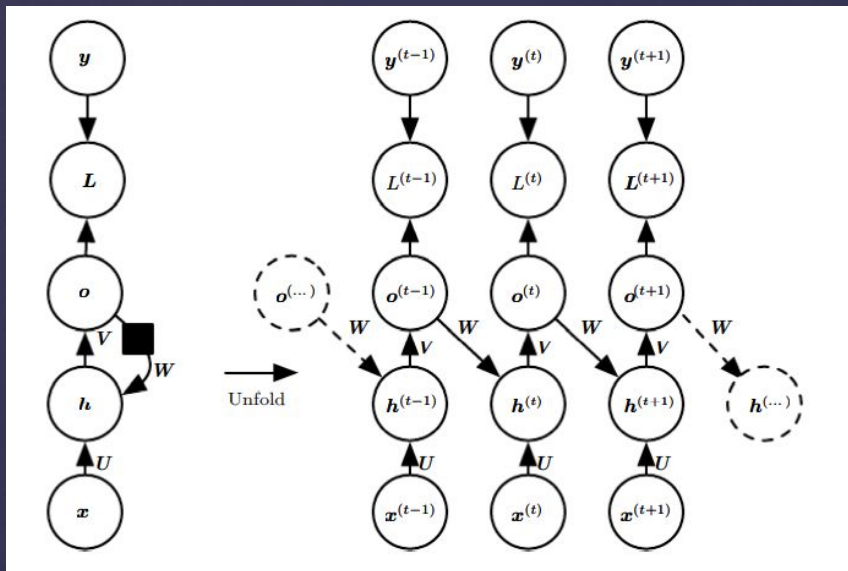 y y(t−1) y(t) y(t+1)
L L(t−1) L(t) L(t+1)
o o(...) o(t−1) o(t) o(t+1)
W W W W
V V V V
W
h Unfold h(t−1) h(t) h(t+1) h(...)
U U U U
x x(t−1) x(t) x(t+1)